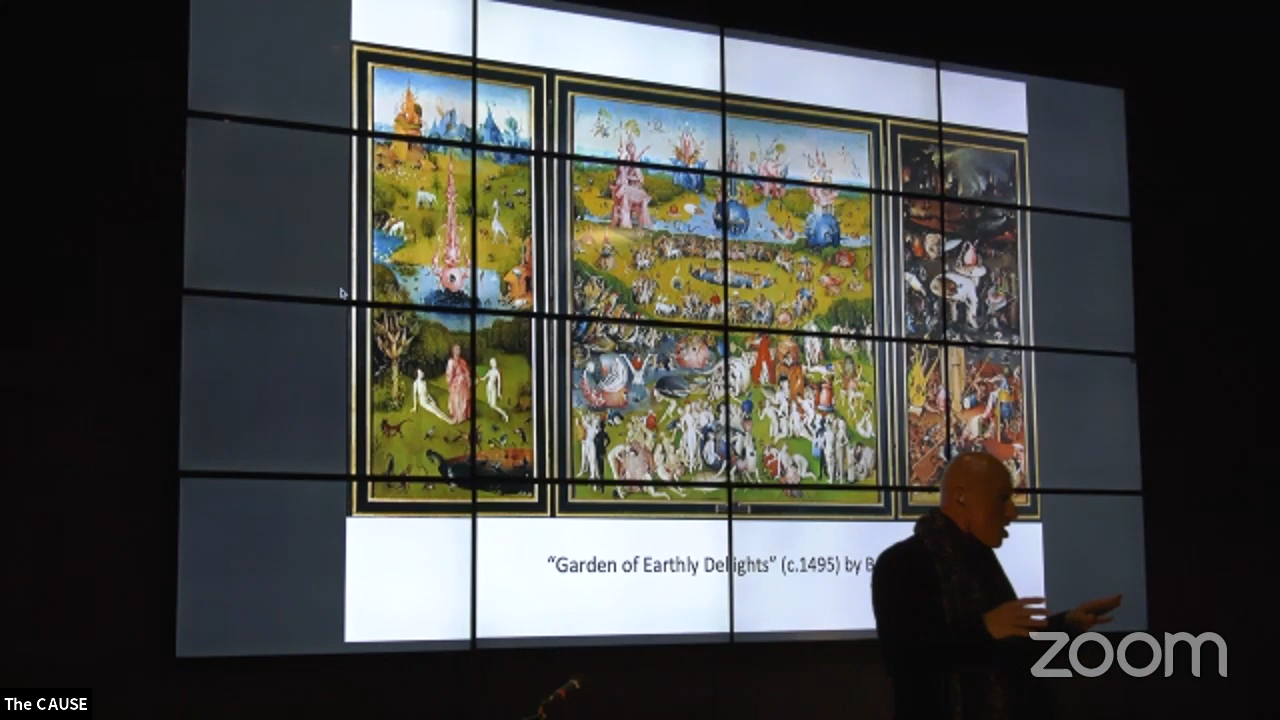 “Garden of Earthly Delights” (c.1495) by B
zoom
The CAUSE